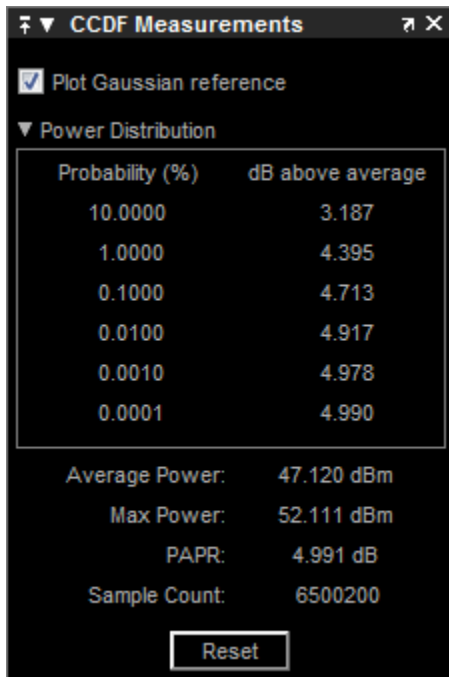 CCDF Measurements
Plot Gaussian reference
Power Distribution
Probability (%) dB above average
10.0000 3.187
1.0000 4.395
0.1000 4.713
0.0100 4.917
0.0010 4.978
0.0001 4.990
Average Power: 47.120 dBm
Max Power: 52.111 dBm
PAPR: 4.991 dB
Sample Count: 6500200
Reset